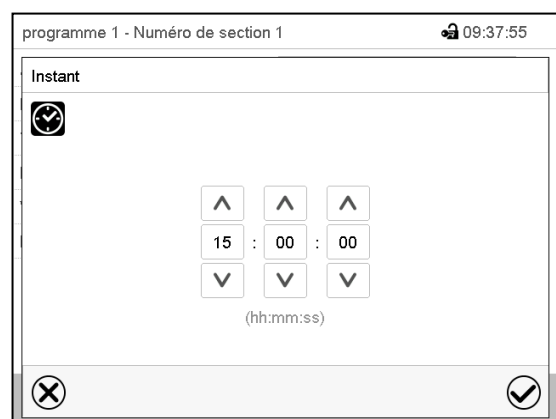 programme 1 - Numéro de section 1 09:37:55
Instant
15 : 00 : 00
(hh:mm:ss)